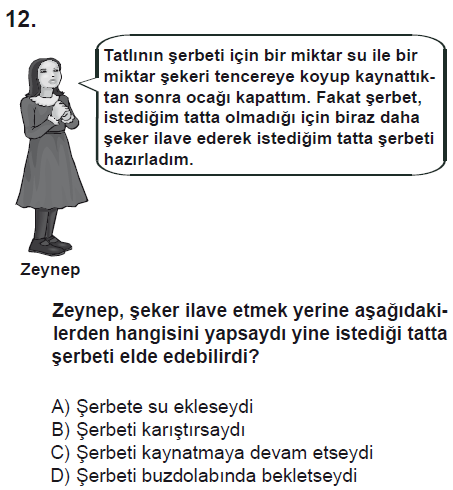 12.
Tatlının şerbeti için bir miktar su ile bir
miktar şekeri tencereye koyup kaynattık-
tan sonra ocağı kapattım. Fakat şerbet,
istediğim tatta olmadığı için biraz daha
şeker ilave ederek istediğim tatta şerbeti
hazırladım.
Zeynep
Zeynep, şeker ilave etmek yerine aşağıdaki-
lerden hangisini yapsaydı yine istediği tatta
şerbeti elde edebilirdi?
A) Şerbete su ekleseydi
B) Şerbeti karıştırsaydı
C) Şerbeti kaynatmaya devam etseydi
D) Şerbeti buzdolabında bekletseydi